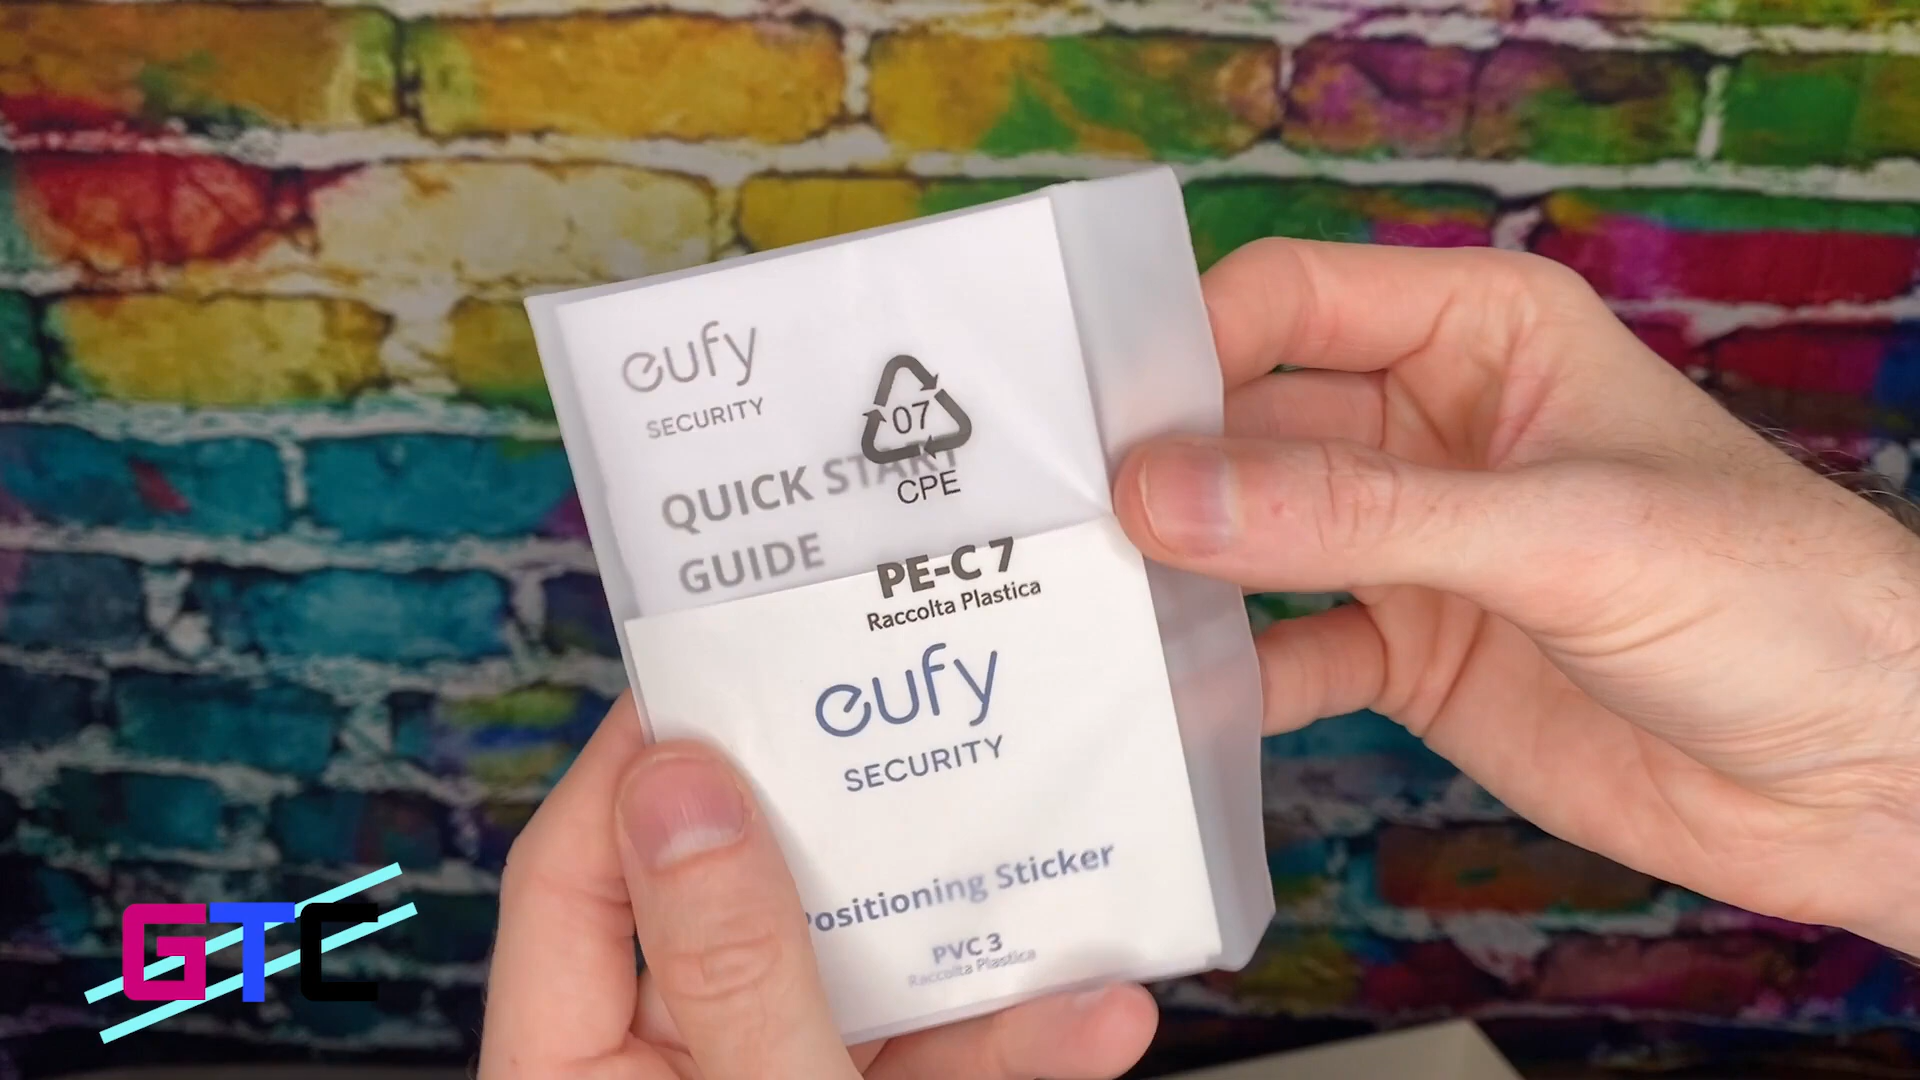 eufy
SECURITY
QUICK START
GUIDE
07
CPE
PE-C 7
Raccolta Plastica
eufy
SECURITY
Positioning Sticker
PVC 3
Raccolta Plastica
GTC